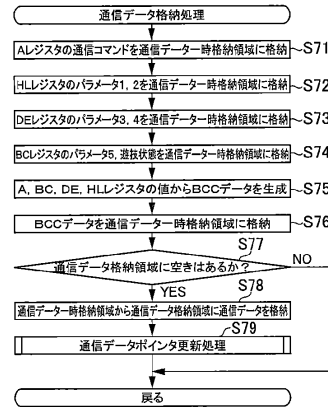 通信データ格納処理
Aレジスタの通信コマンドを通信データ一時格納領域に格納
S71
HLレジスタのパラメータ1, 2を通信データ一時格納領域に格納
S72
DEレジスタのパラメータ3, 4を通信データ一時格納領域に格納
S73
BCレジスタのパラメータ5, 遊技状態を通信データ一時格納領域に格納
S74
A, BC, DE, HLレジスタの値からBCCデータを生成
S75
BCCデータを通信データ一時格納領域に格納
S76
S77
通信データ格納領域に空きはあるか?
NO
YES
S78
通信データ一時格納領域から通信データ格納領域に通信データを格納
S79
通信データポインタ更新処理
戻る